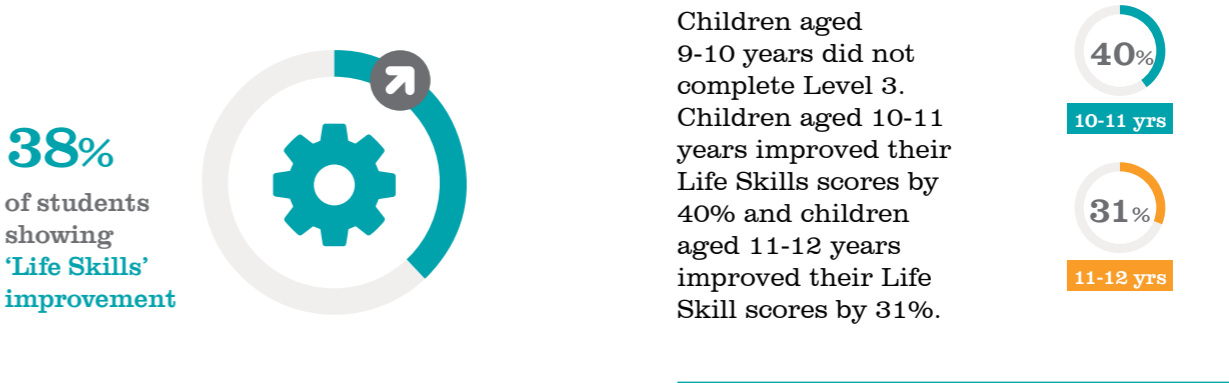 38%
of students
showing
‘Life Skills’
improvement
Children aged
9-10 years did not
complete Level 3.
Children aged 10-11
years improved their
Life Skills scores by
40% and children
aged 11-12 years
improved their Life
Skill scores by 31%.
40%
10-11 yrs
31%
11-12 yrs